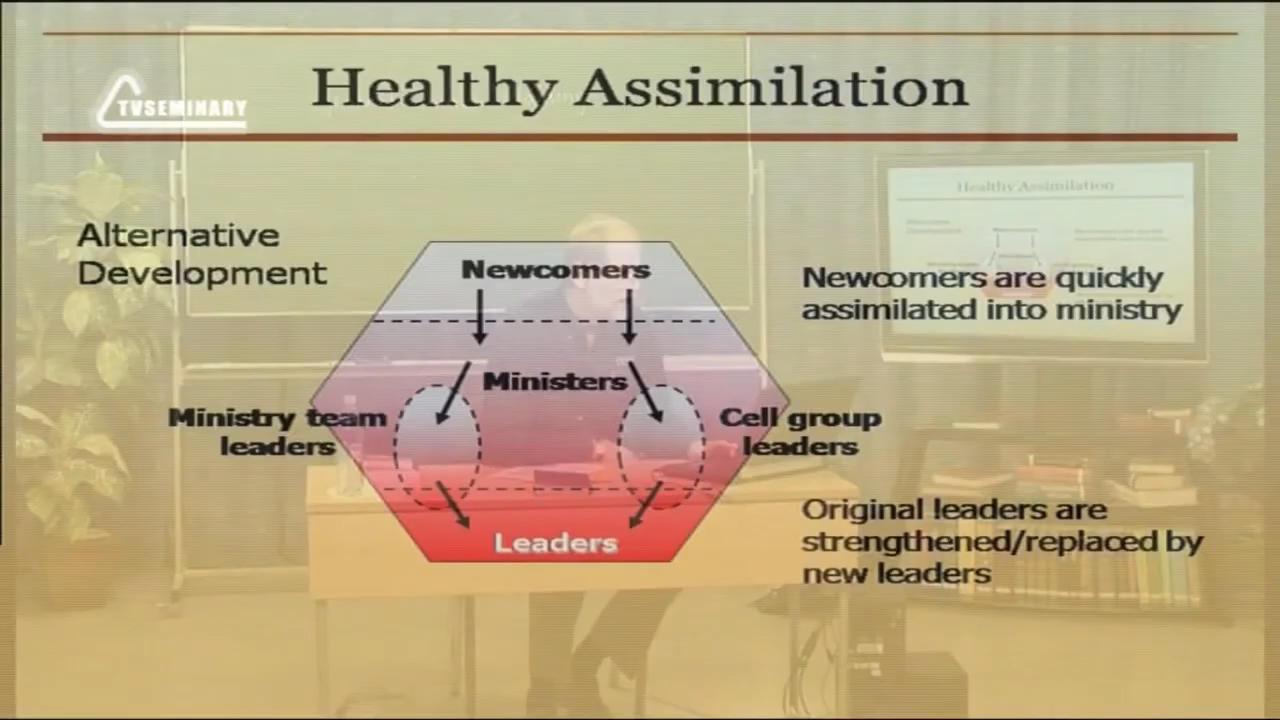 Healthy Assimilation
TVSEMINARY
Alternative
Development
Newcomers
Newcomers are quickly
assimilated into ministry
Ministers
Ministry team
leaders
Cell group
leaders
Original leaders are
strengthened/replaced by
new leaders
Leaders
Healthy Assimilation